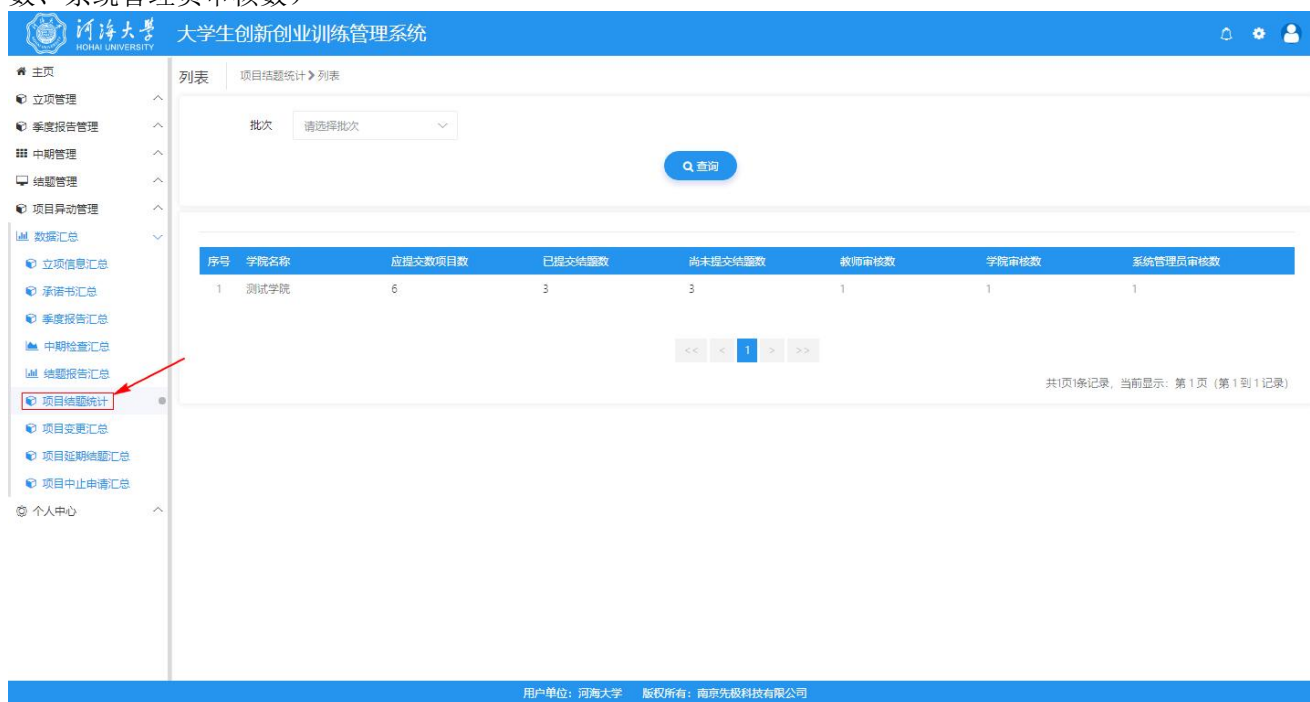 数、系统管理员审核数）
河海大学 HOHAI UNIVERSITY 大学生创新创业训练管理系统
主页
立项管理
季度报告管理
中期管理
结题管理
项目异动管理
数据汇总
立项信息汇总
承诺书汇总
季度报告汇总
中期检查汇总
结题报告汇总
项目结题统计
项目变更汇总
项目延期结题汇总
项目中止申请汇总
个人中心
列表 项目结题统计 > 列表
批次 请选择批次
查询
序号 学院名称 应提交数项目数 已提交结题数 尚未提交结题数 教师审核数 学院审核数 系统管理员审核数
1 测试学院 6 3 3 1 1 1
<< < 1 > >>
共1页1条记录, 当前显示: 第 1 页 (第 1 到 1 记录)
用户单位：河海大学 版权所有：南京先极科技有限公司